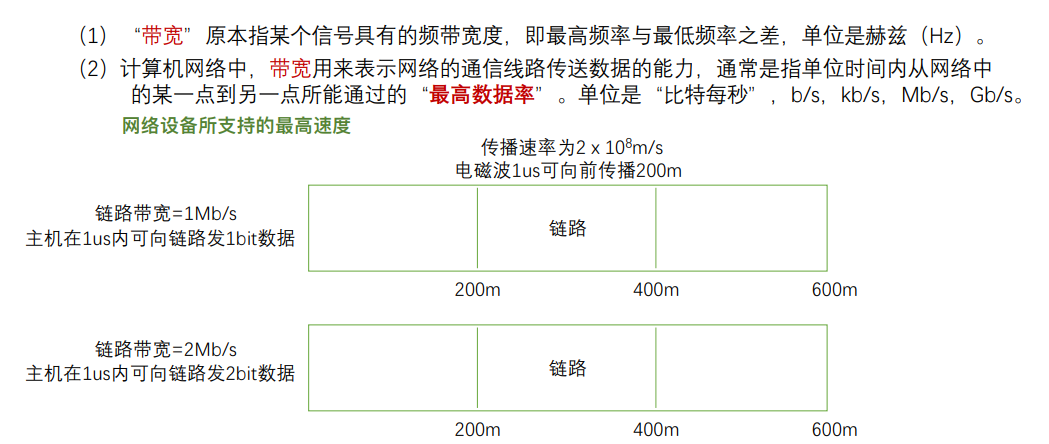 （1）“带宽”原本指某个信号具有的频带宽度，即最高频率与最低频率之差，单位是赫兹（Hz）。
（2）计算机网络中，带宽用来表示网络的通信线路传送数据的能力，通常是指单位时间内从网络中
的某一点到另一点所能通过的“最高数据率”。单位是“比特每秒”，b/s，kb/s，Mb/s，Gb/s。
网络设备所支持的最高速度
传播速率为2 x 10⁸m/s
电磁波1us可向前传播200m
链路带宽=1Mb/s
主机在1us内可向链路发1bit数据
链路
200m 400m 600m
链路带宽=2Mb/s
主机在1us内可向链路发2bit数据
链路
200m 400m 600m